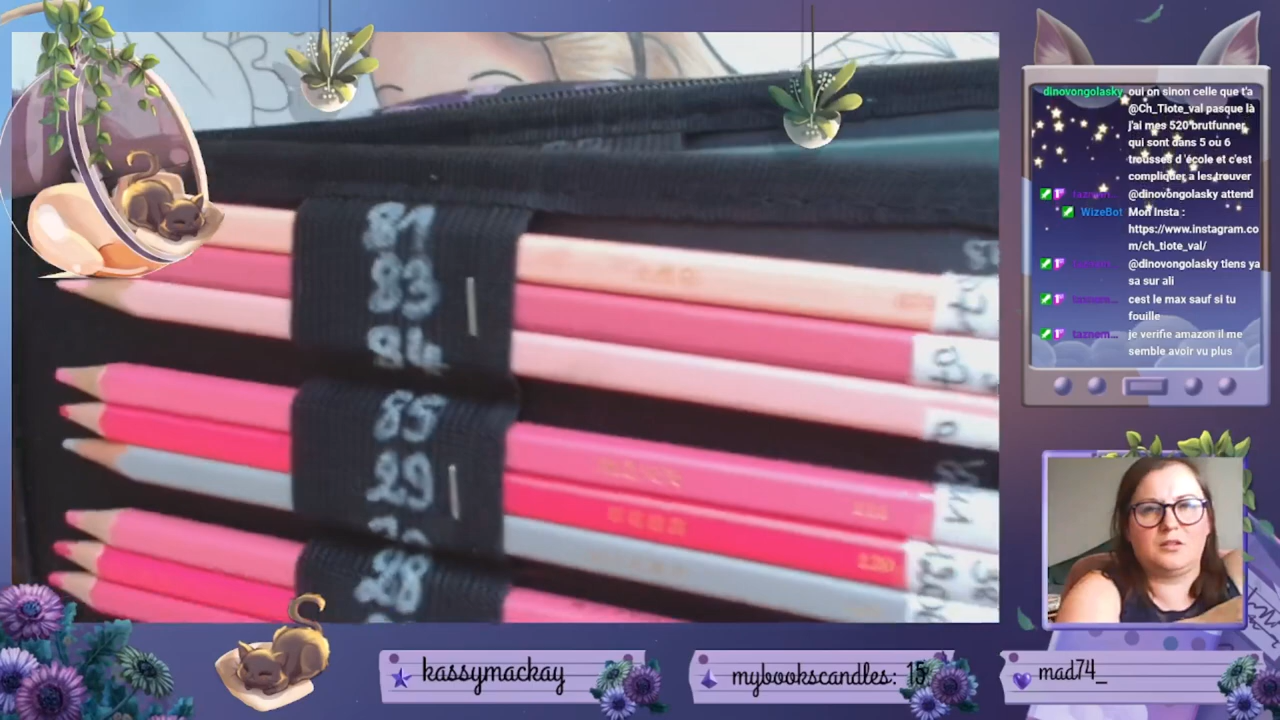 81
83
84
85
29
88
220
dinovongolasky oui on sinon celle que t'a
@Ch_Tiote_val pasque là
j'ai mes 520 brutfunner
qui sont dans 5 ou 6
trousses d 'école et c'est
compliquer a les trouver
@dinovongolasky attend
WizeBot Mon Insta :
https://www.instagram.co
m/ch_tiote_val/
@dinovongolasky tiens ya
sa sur ali
cest le max sauf si tu
fouille
je verifie amazon il me
semble avoir vu plus
kassymackay
mybookscandles: 15
mad74_